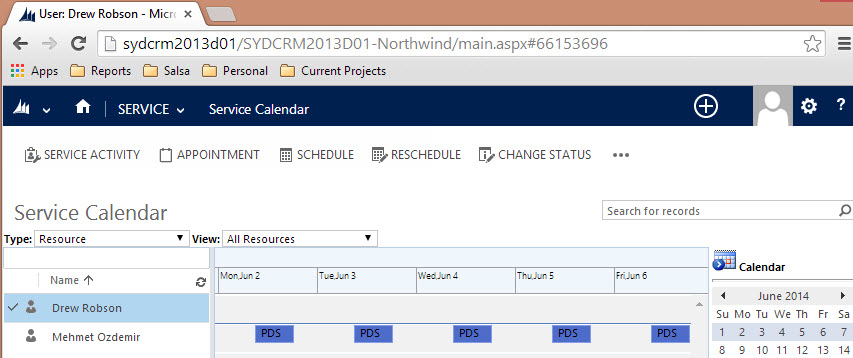 User: Drew Robson - Micro
sydcrm2013d01/SYDCRM2013D01-Northwind/main.aspx#66153696
Apps Reports Salsa Personal Current Projects
SERVICE Service Calendar ?
SERVICE ACTIVITY APPOINTMENT SCHEDULE RESCHEDULE CHANGE STATUS •••
Service Calendar
Search for records
Type: Resource View: All Resources
Calendar
Name
Mon,Jun 2 Tue,Jun 3 Wed,Jun 4 Thu,Jun 5 Fri,Jun 6
June 2014
Su Mo Tu We Th Fr Sa
Drew Robson
1 2 3 4 5 6 7
Mehmet Ozdemir PDS PDS PDS PDS PDS
8 9 10 11 12 13 14